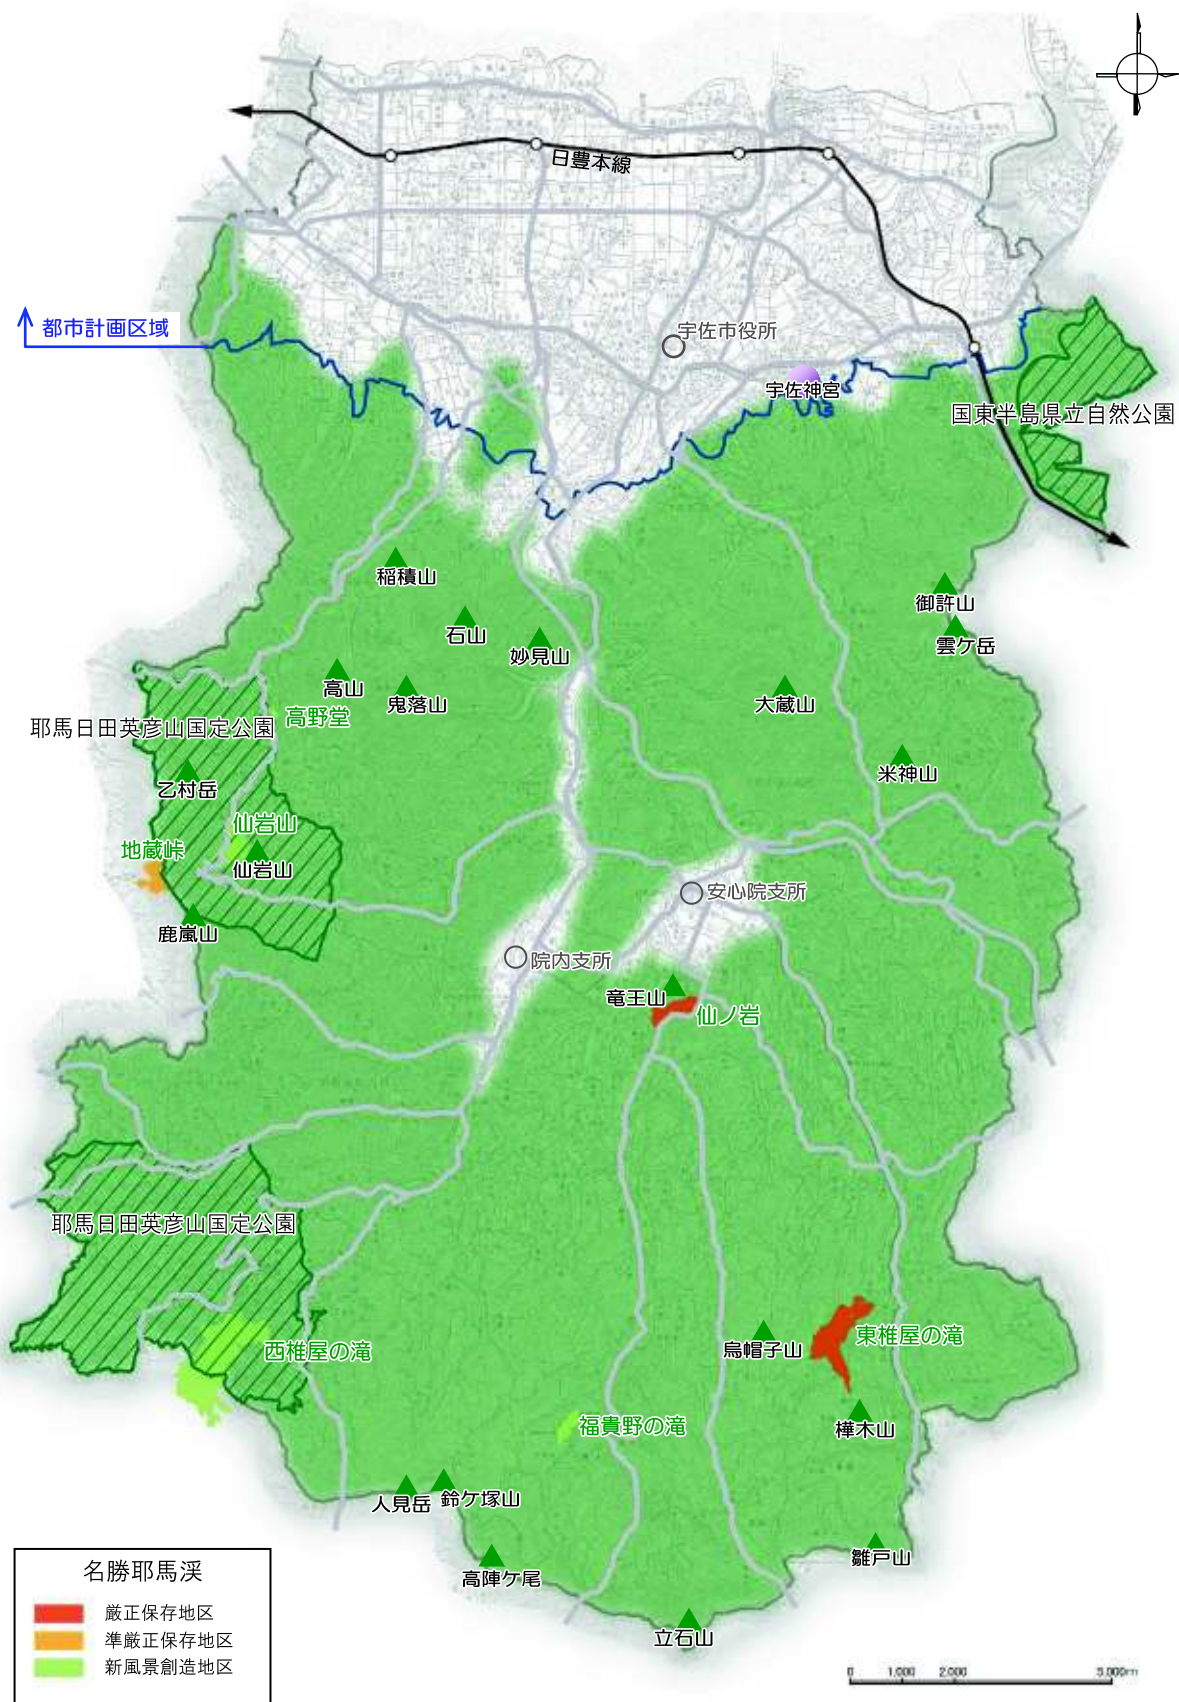 日豊本線
都市計画区域
宇佐市役所
宇佐神宮
国東半島県立自然公園
稲積山
御許山
石山
雲ケ岳
妙見山
高山
鬼落山
大蔵山
高野堂
耶馬日田英彦山国定公園
米神山
乙村岳
仙岩山
地蔵峠
仙岩山
安心院支所
鹿嵐山
院内支所
竜王山
仙ノ岩
耶馬日田英彦山国定公園
東椎屋の滝
烏帽子山
西椎屋の滝
福貴野の滝
樺木山
人見岳
鈴ケ塚山
雛戸山
高陣ケ尾
立石山
名勝耶馬渓
厳正保存地区
準厳正保存地区
新風景創造地区
0 1,000 2,000 5,000m